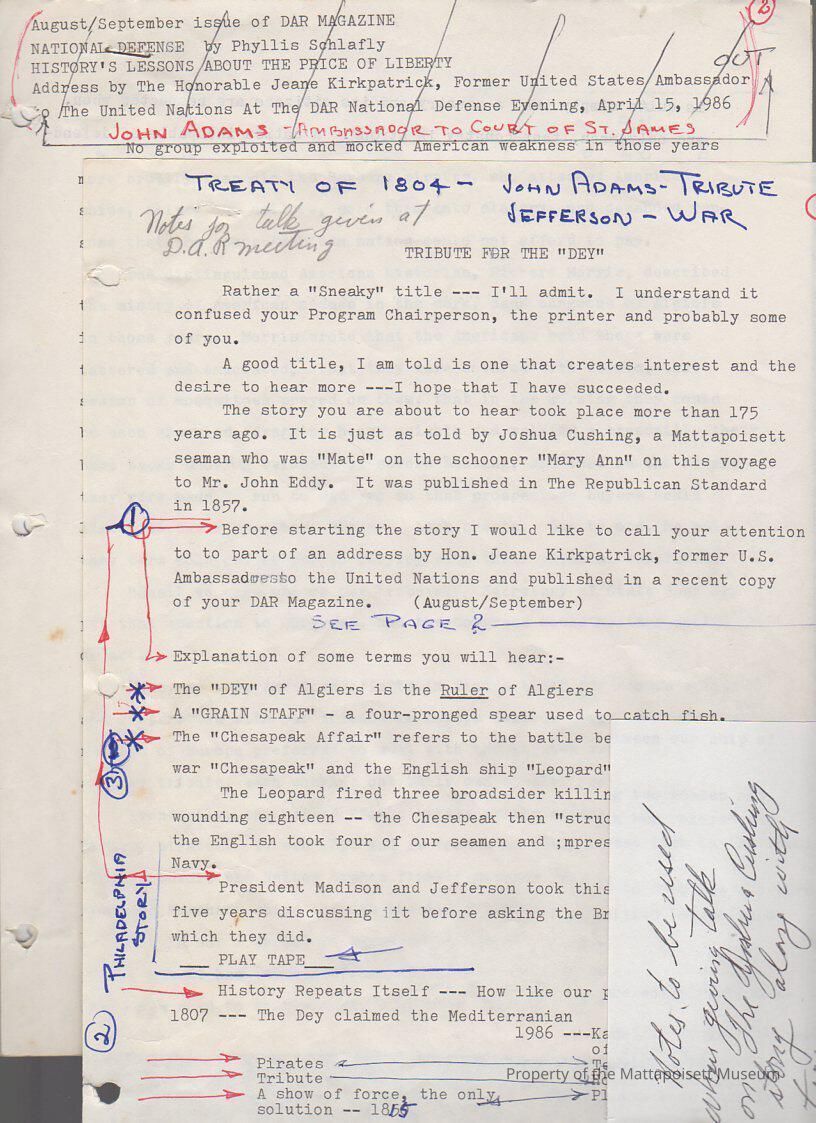 August/September issue of DAR MAGAZINE
NATIONAL DEFENSE by Phyllis Schlafly
HISTORY'S LESSONS ABOUT THE PRICE OF LIBERTY
OUT
Address by The Honorable Jeane Kirkpatrick, Former United States Ambassador
to The United Nations At The DAR National Defense Evening, April 15, 1986
JOHN ADAMS - AMBASSADOR TO COURT OF ST. JAMES
No group exploited and mocked American weakness in those years
TREATY OF 1804 - JOHN ADAMS - TRIBUTE
JEFFERSON - WAR
Notes for talk given at
D.A.R meeting
TRIBUTE FOR THE "DEY"
Rather a "Sneaky" title --- I'll admit. I understand it
confused your Program Chairperson, the printer and probably some
of you.
A good title, I am told is one that creates interest and the
desire to hear more ---I hope that I have succeeded.
The story you are about to hear took place more than 175
years ago. It is just as told by Joshua Cushing, a Mattapoisett
seaman who was "Mate" on the schooner "Mary Ann" on this voyage
to Mr. John Eddy. It was published in The Republican Standard
in 1857.
1
Before starting the story I would like to call your attention
to to part of an address by Hon. Jeane Kirkpatrick, former U.S.
to the United Nations and published in a recent copy
of your DAR Magazine. (August/September)
SEE PAGE 2
Explanation of some terms you will hear:-
The "DEY" of Algiers is the Ruler of Algiers
A "GRAIN STAFF" - a four-pronged spear used to catch fish.
The "Chesapeak Affair" refers to the battle be
war "Chesapeak" and the English ship "Leopard"
3
The Leopard fired three broadsider killin
wounding eighteen -- the Chesapeak then "struc
the English took four of our seamen and ;mpres
Navy.
PHILADELPHIA
STORY
President Madison and Jefferson took this
five years discussing iit before asking the Br
which they did.
PLAY TAPE
History Repeats Itself --- How like our p
1807 --- The Dey claimed the Mediterranian
2
1986 ---Ka
of
Pirates
Tribute
A show of force, the only
Pl
solution -- 1815
Notes to be used
when giving talk
on The Joshua Cushing
story along with
Property of the Mattapoisett Museum